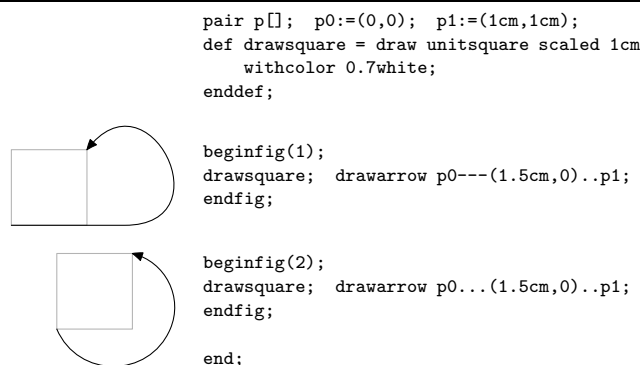 pair p[];  p0:=(0,0);  p1:=(1cm,1cm);
def drawsquare = draw unitsquare scaled 1cm
    withcolor 0.7white;
enddef;
beginfig(1);
drawsquare;  drawarrow p0---(1.5cm,0)..p1;
endfig;
beginfig(2);
drawsquare;  drawarrow p0...(1.5cm,0)..p1;
endfig;
end;